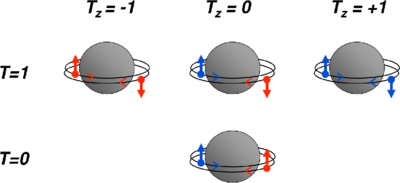 Tz = -1 Tz = 0 Tz = +1
T=1
T=0